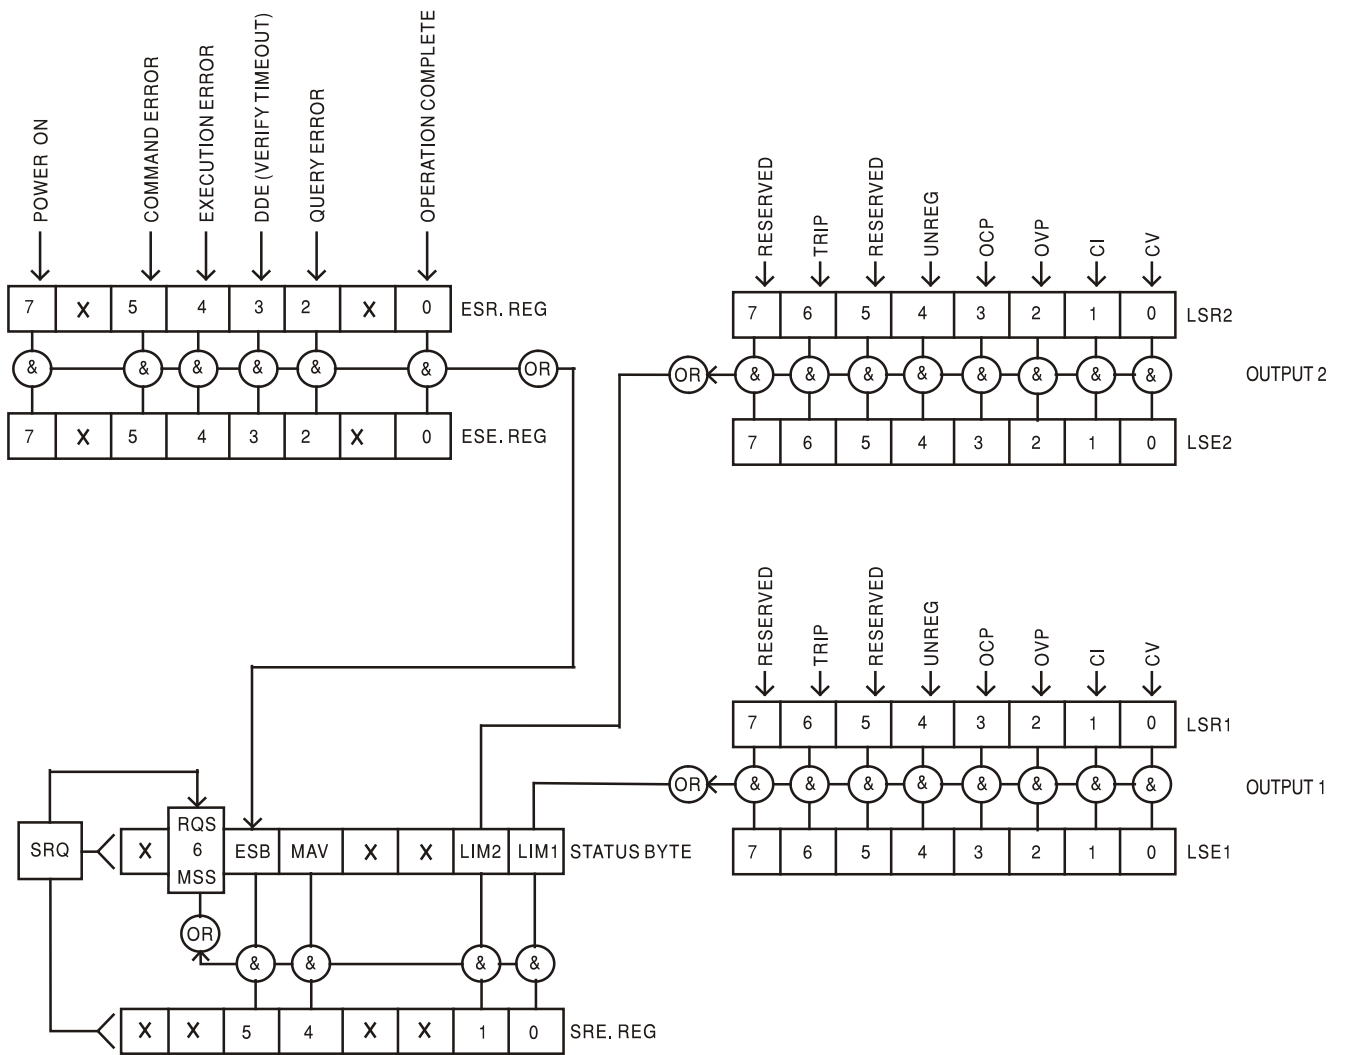 POWER ON
COMMAND ERROR
EXECUTION ERROR
DDE (VERIFY TIMEOUT)
QUERY ERROR
OPERATION COMPLETE
7 X 5 4 3 2 X 0 ESR. REG
& & & & & & OR
7 X 5 4 3 2 X 0 ESE. REG
RESERVED
TRIP
RESERVED
UNREG
OCP
OVP
CI
CV
7 6 5 4 3 2 1 0 LSR2
OR & & & & & & & & OUTPUT 2
7 6 5 4 3 2 1 0 LSE2
RESERVED
TRIP
RESERVED
UNREG
OCP
OVP
CI
CV
7 6 5 4 3 2 1 0 LSR1
OR & & & & & & & & OUTPUT 1
7 6 5 4 3 2 1 0 LSE1
SRQ
X
RQS
6
MSS
ESB MAV X X LIM2 LIM1 STATUS BYTE
OR
& & & &
X X 5 4 X X 1 0 SRE. REG